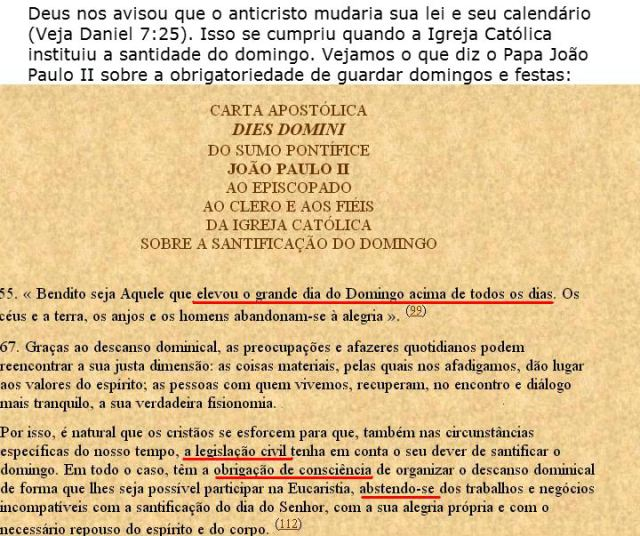 Deus nos avisou que o anticristo mudaria sua lei e seu calendário
(Veja Daniel 7:25). Isso se cumpriu quando a Igreja Católica
instituiu a santidade do domingo. Vejamos o que diz o Papa João
Paulo II sobre a obrigatoriedade de guardar domingos e festas:
CARTA APOSTÓLICA
DIES DOMINI
DO SUMO PONTÍFICE
JOÃO PAULO II
AO EPISCOPADO
AO CLERO E AOS FIÉIS
DA IGREJA CATÓLICA
SOBRE A SANTIFICAÇÃO DO DOMINGO
55. « Bendito seja Aquele que elevou o grande dia do Domingo acima de todos os dias. Os
céus e a terra, os anjos e os homens abandonam-se à alegria ». (99)
67. Graças ao descanso dominical, as preocupações e afazeres quotidianos podem
reencontrar a sua justa dimensão: as coisas materiais, pelas quais nos afadigamos, dão lugar
aos valores do espírito; as pessoas com quem vivemos, recuperam, no encontro e diálogo
mais tranquilo, a sua verdadeira fisionomia.
Por isso, é natural que os cristãos se esforcem para que, também nas circunstâncias
específicas do nosso tempo, a legislação civil tenha em conta o seu dever de santificar o
domingo. Em todo o caso, têm a obrigação de consciência de organizar o descanso dominical
de forma que lhes seja possível participar na Eucaristia, abstendo-se dos trabalhos e negócios
incompatíveis com a santificação do dia do Senhor, com a sua alegria própria e com o
necessário repouso do espírito e do corpo. (112)